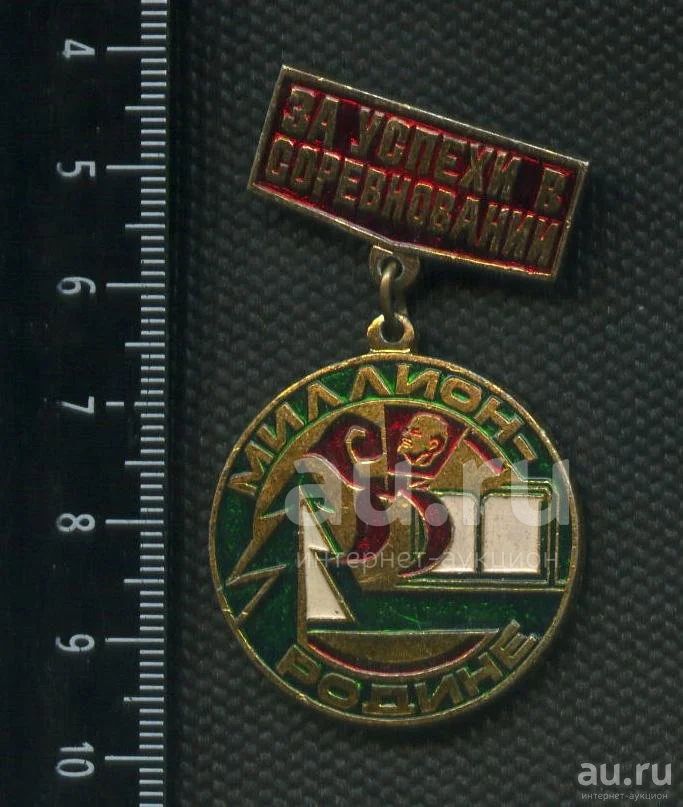 4
5
6
7
8
9
10
ЗА УСПЕХИ В
СОРЕВНОВАНИИ
МИЛЛИОН-
РОДИНЕ
au.ru
интернет-аукцион
au.ru
интернет-аукцион